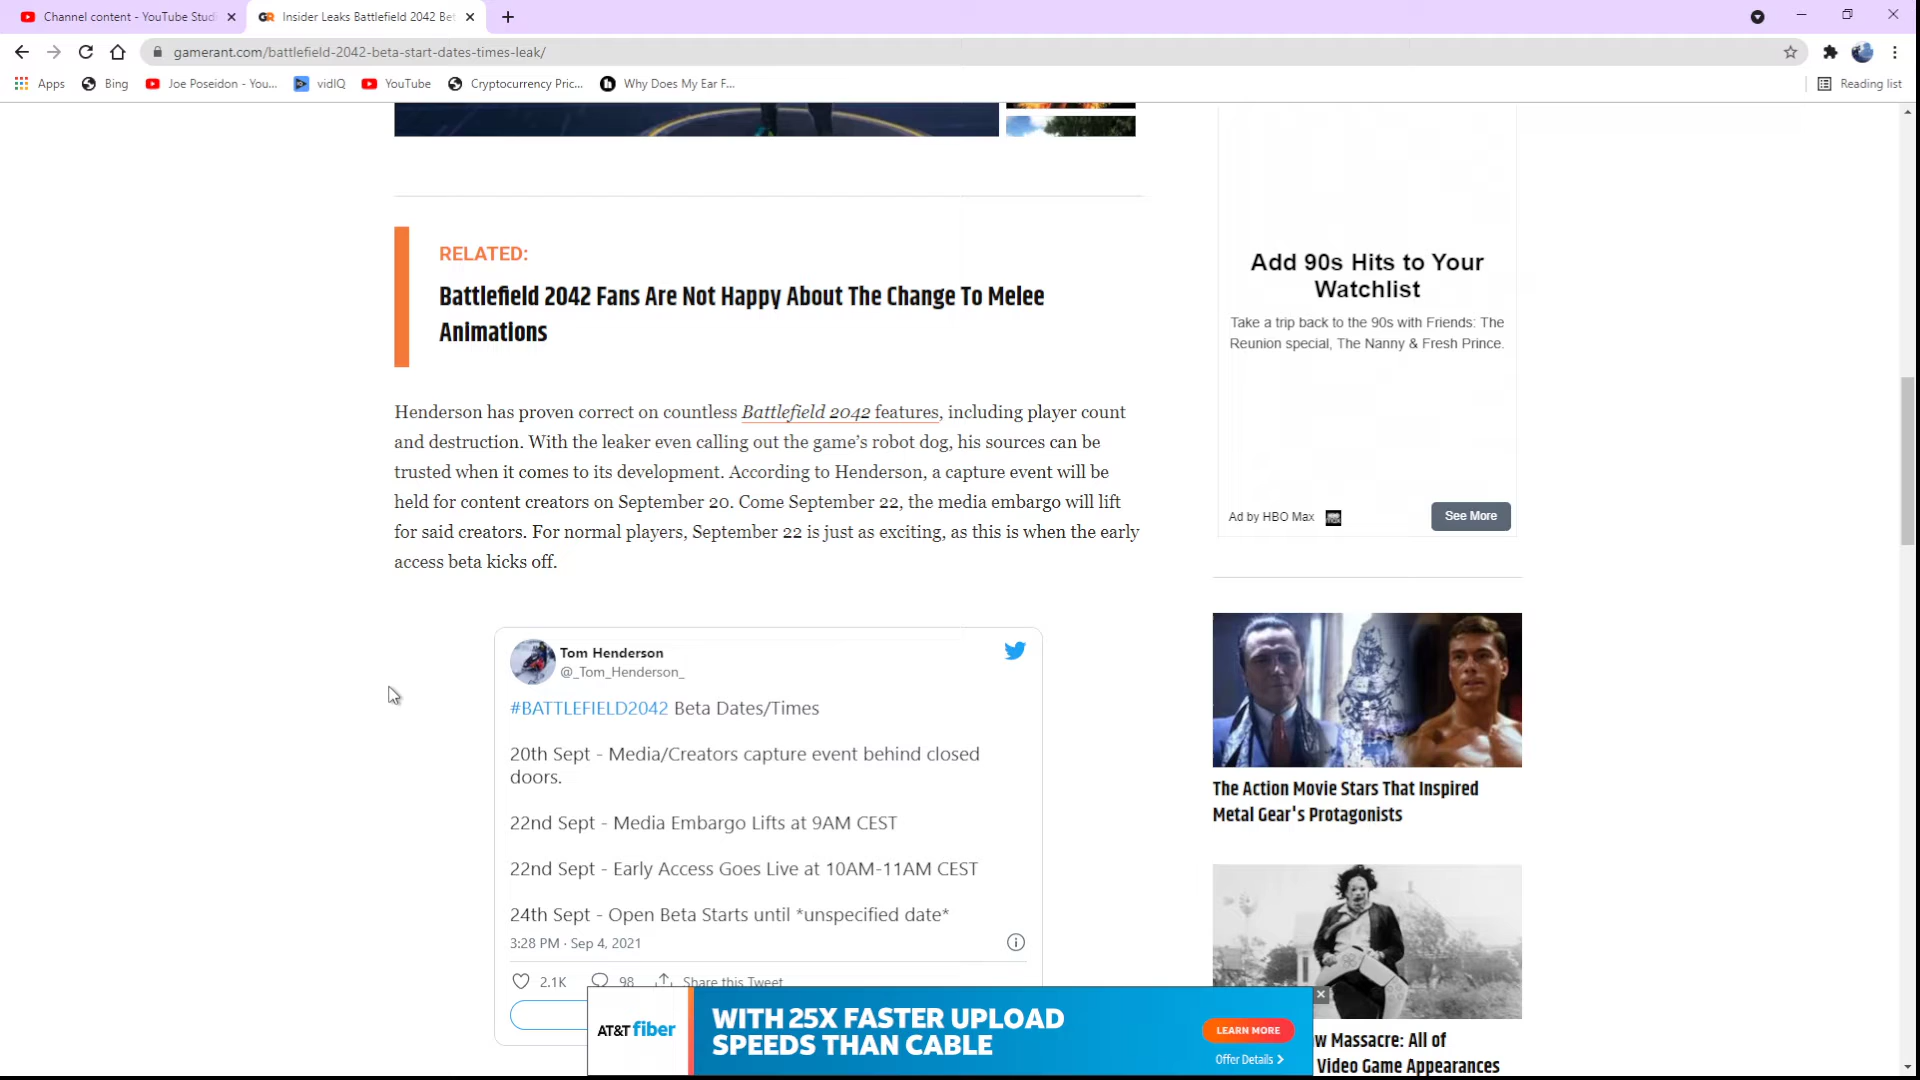 Channel content - YouTube Stud
Insider Leaks Battlefield 2042 Bet
gamerant.com/battlefield-2042-beta-start-dates-times-leak/
Apps
Bing
Joe Poseidon - You...
vidIQ
YouTube
Cryptocurrency Pric...
Why Does My Ear F...
Reading list
RELATED:
Battlefield 2042 Fans Are Not Happy About The Change To Melee
Animations
Henderson has proven correct on countless Battlefield 2042 features, including player count
and destruction. With the leaker even calling out the game's robot dog, his sources can be
trusted when it comes to its development. According to Henderson, a capture event will be
held for content creators on September 20. Come September 22, the media embargo will lift
for said creators. For normal players, September 22 is just as exciting, as this is when the early
access beta kicks off.
Tom Henderson
@_Tom_Henderson_
#BATTLEFIELD2042 Beta Dates/Times
20th Sept - Media/Creators capture event behind closed
doors.
22nd Sept - Media Embargo Lifts at 9AM CEST
22nd Sept - Early Access Goes Live at 10AM-11AM CEST
24th Sept - Open Beta Starts until *unspecified date*
3:28 PM · Sep 4, 2021
2.1K
98
Share this Tweet
Add 90s Hits to Your
Watchlist
Take a trip back to the 90s with Friends: The
Reunion special, The Nanny & Fresh Prince.
Ad by HBO Max
See More
The Action Movie Stars That Inspired
Metal Gear's Protagonists
w Massacre: All of
Video Game Appearances
AT&T fiber
WITH 25X FASTER UPLOAD
SPEEDS THAN CABLE
LEARN MORE
Offer Details >